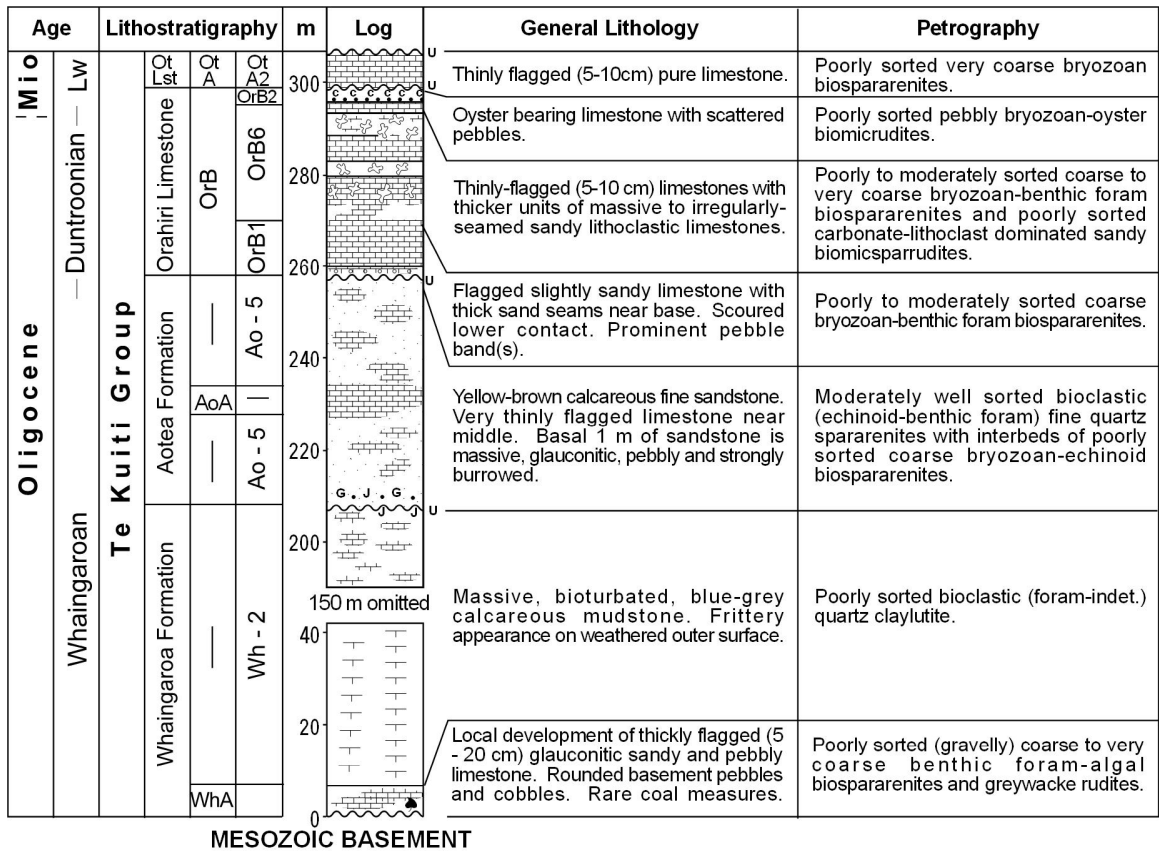 Age
Lithostratigraphy
m
Log
General Lithology
Petrography
Oligocene
Mio
Whaingaroan
Duntroonian
Lw
Te Kuiti Group
Whaingaroa Formation
Aotea Formation
Orahiri Limestone
Ot
Lst
WhA
AoA
OrB
Ot
A
Wh - 2
Ao - 5
Ao - 5
OrB1
OrB6
OrB2
Ot
A2
300
280
260
240
220
200
150 m omitted
40
20
0
U
U
C C C C C C
U
G . J . G .
J J U
Thinly flagged (5-10cm) pure limestone.
Poorly sorted very coarse bryozoan
biospararenites.
Oyster bearing limestone with scattered
pebbles.
Poorly sorted pebbly bryozoan-oyster
biomicrudites.
Thinly-flagged (5-10 cm) limestones with
thicker units of massive to irregularly-
seamed sandy lithoclastic limestones.
Poorly to moderately sorted coarse to
very coarse bryozoan-benthic foram
biospararenites and poorly sorted
carbonate-lithoclast dominated sandy
biomicsparrudites.
Flagged slightly sandy limestone with
thick sand seams near base. Scoured
lower contact. Prominent pebble
band(s).
Poorly to moderately sorted coarse
bryozoan-benthic foram biospararenites.
Yellow-brown calcareous fine sandstone.
Very thinly flagged limestone near
middle. Basal 1 m of sandstone is
massive, glauconitic, pebbly and strongly
burrowed.
Moderately well sorted bioclastic
(echinoid-benthic foram) fine quartz
spararenites with interbeds of poorly
sorted coarse bryozoan-echinoid
biospararenites.
Massive, bioturbated, blue-grey
calcareous mudstone. Frittery
appearance on weathered outer surface.
Poorly sorted bioclastic (foram-indet.)
quartz claylutite.
Local development of thickly flagged (5
- 20 cm) glauconitic sandy and pebbly
limestone. Rounded basement pebbles
and cobbles. Rare coal measures.
Poorly sorted (gravelly) coarse to very
coarse benthic foram-algal
biospararenites and greywacke rudites.
MESOZOIC BASEMENT